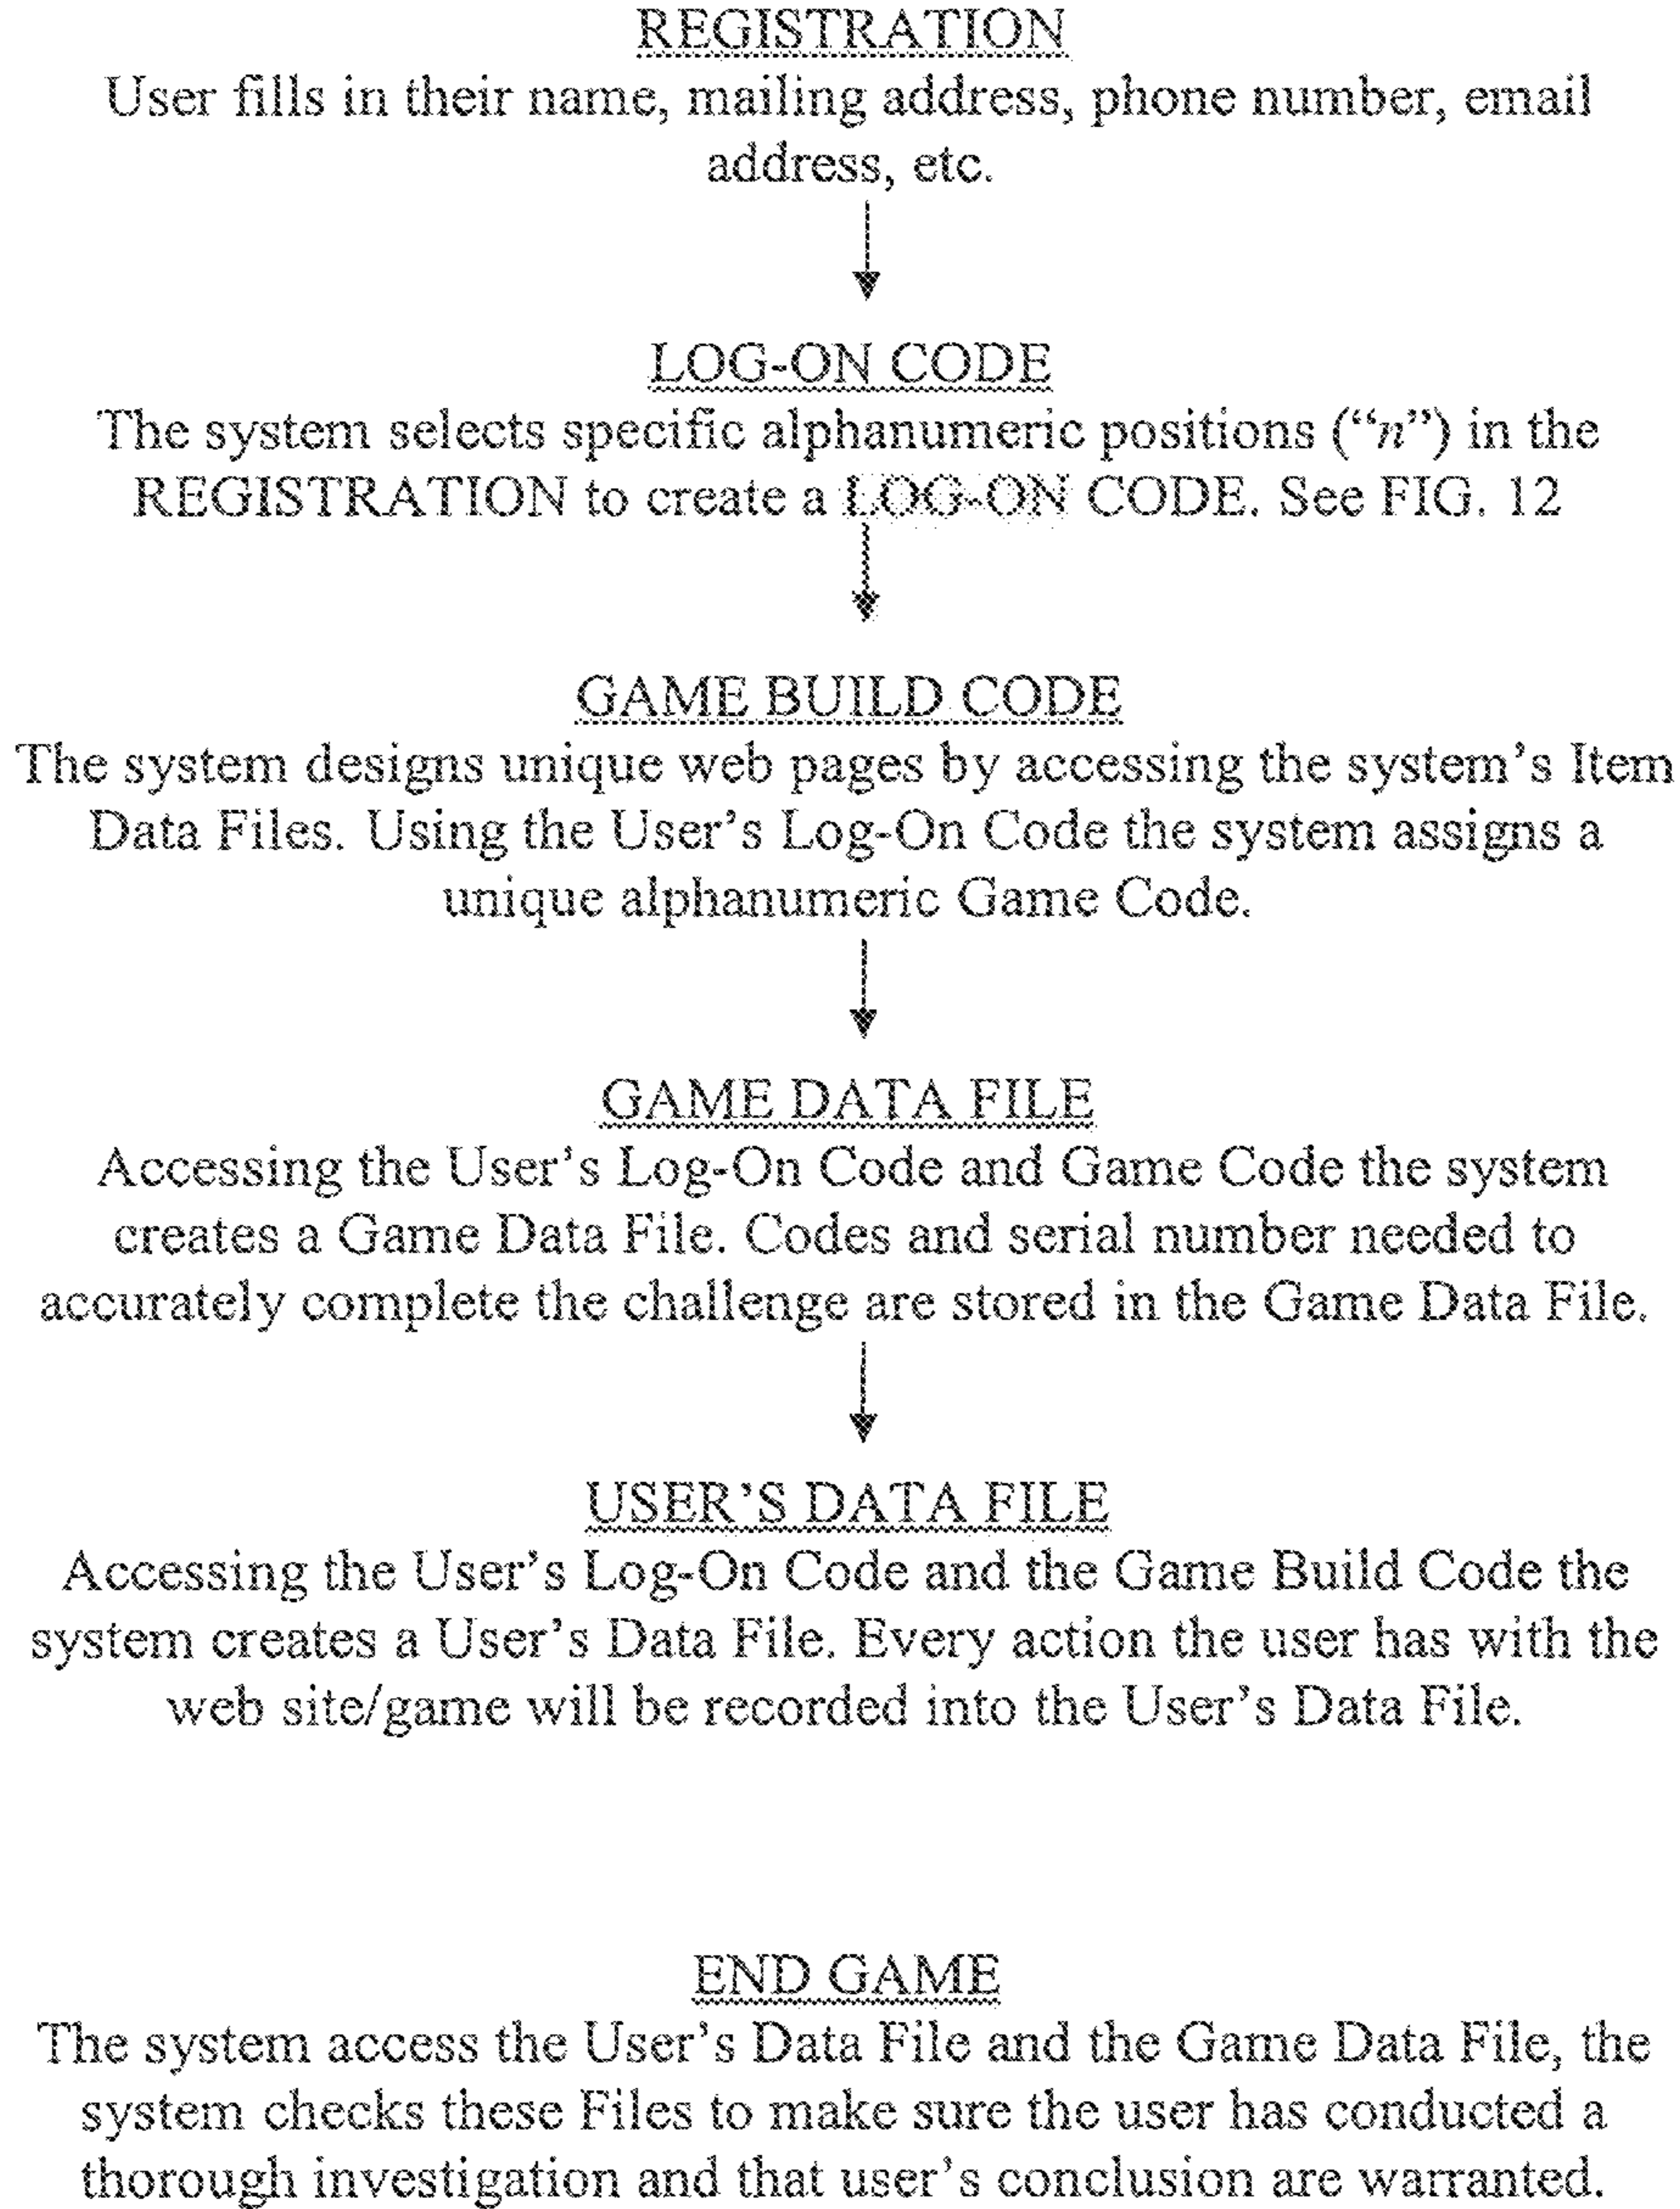 REGISTRATION
User fills in their name, mailing address, phone number, email
address, etc.
LOG-ON CODE
The system selects specific alphanumeric positions (“n”) in the
REGISTRATION to create a LOG-ON CODE. See FIG. 12
GAME BUILD CODE
The system designs unique web pages by accessing the system’s Item
Data Files. Using the User’s Log-On Code the system assigns a
unique alphanumeric Game Code.
GAME DATA FILE
Accessing the User’s Log-On Code and Game Code the system
creates a Game Data File. Codes and serial number needed to
accurately complete the challenge are stored in the Game Data File.
USER’S DATA FILE
Accessing the User’s Log-On Code and the Game Build Code the
system creates a User’s Data File. Every action the user has with the
web site/game will be recorded into the User’s Data File.
END GAME
The system access the User’s Data File and the Game Data File, the
system checks these Files to make sure the user has conducted a
thorough investigation and that user’s conclusion are warranted.